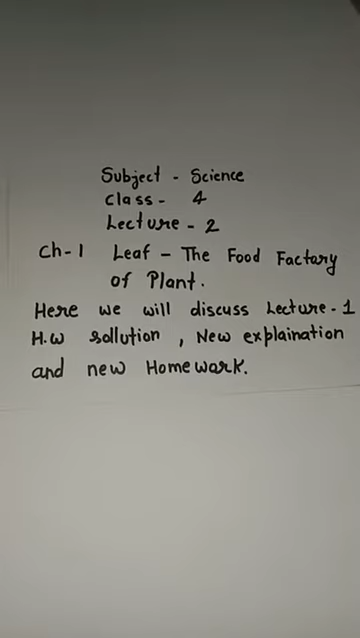 Subject - Science
Class - 4
Lecture - 2
Ch-1 Leaf - The Food Factory
of Plant.
Here we will discuss Lecture-1
H.w sollution, New explaination
and new Homework.